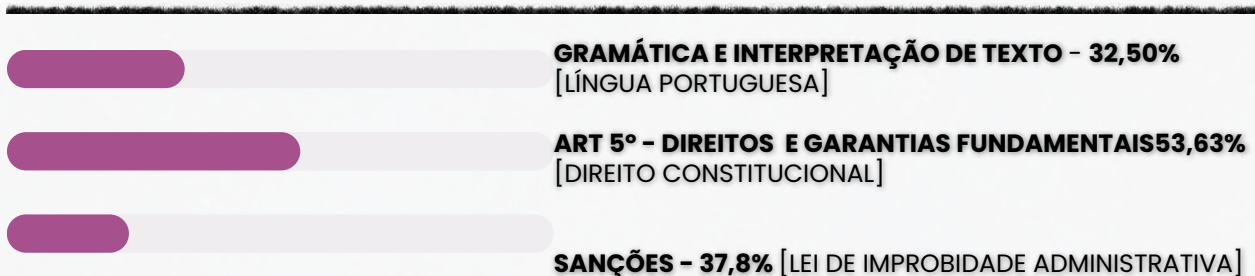 GRAMÁTICA E INTERPRETAÇÃO DE TEXTO - 32,50%
[LÍNGUA PORTUGUESA]
ART 5º - DIREITOS E GARANTIAS FUNDAMENTAIS53,63%
[DIREITO CONSTITUCIONAL]
SANÇÕES - 37,8% [LEI DE IMPROBIDADE ADMINISTRATIVA]